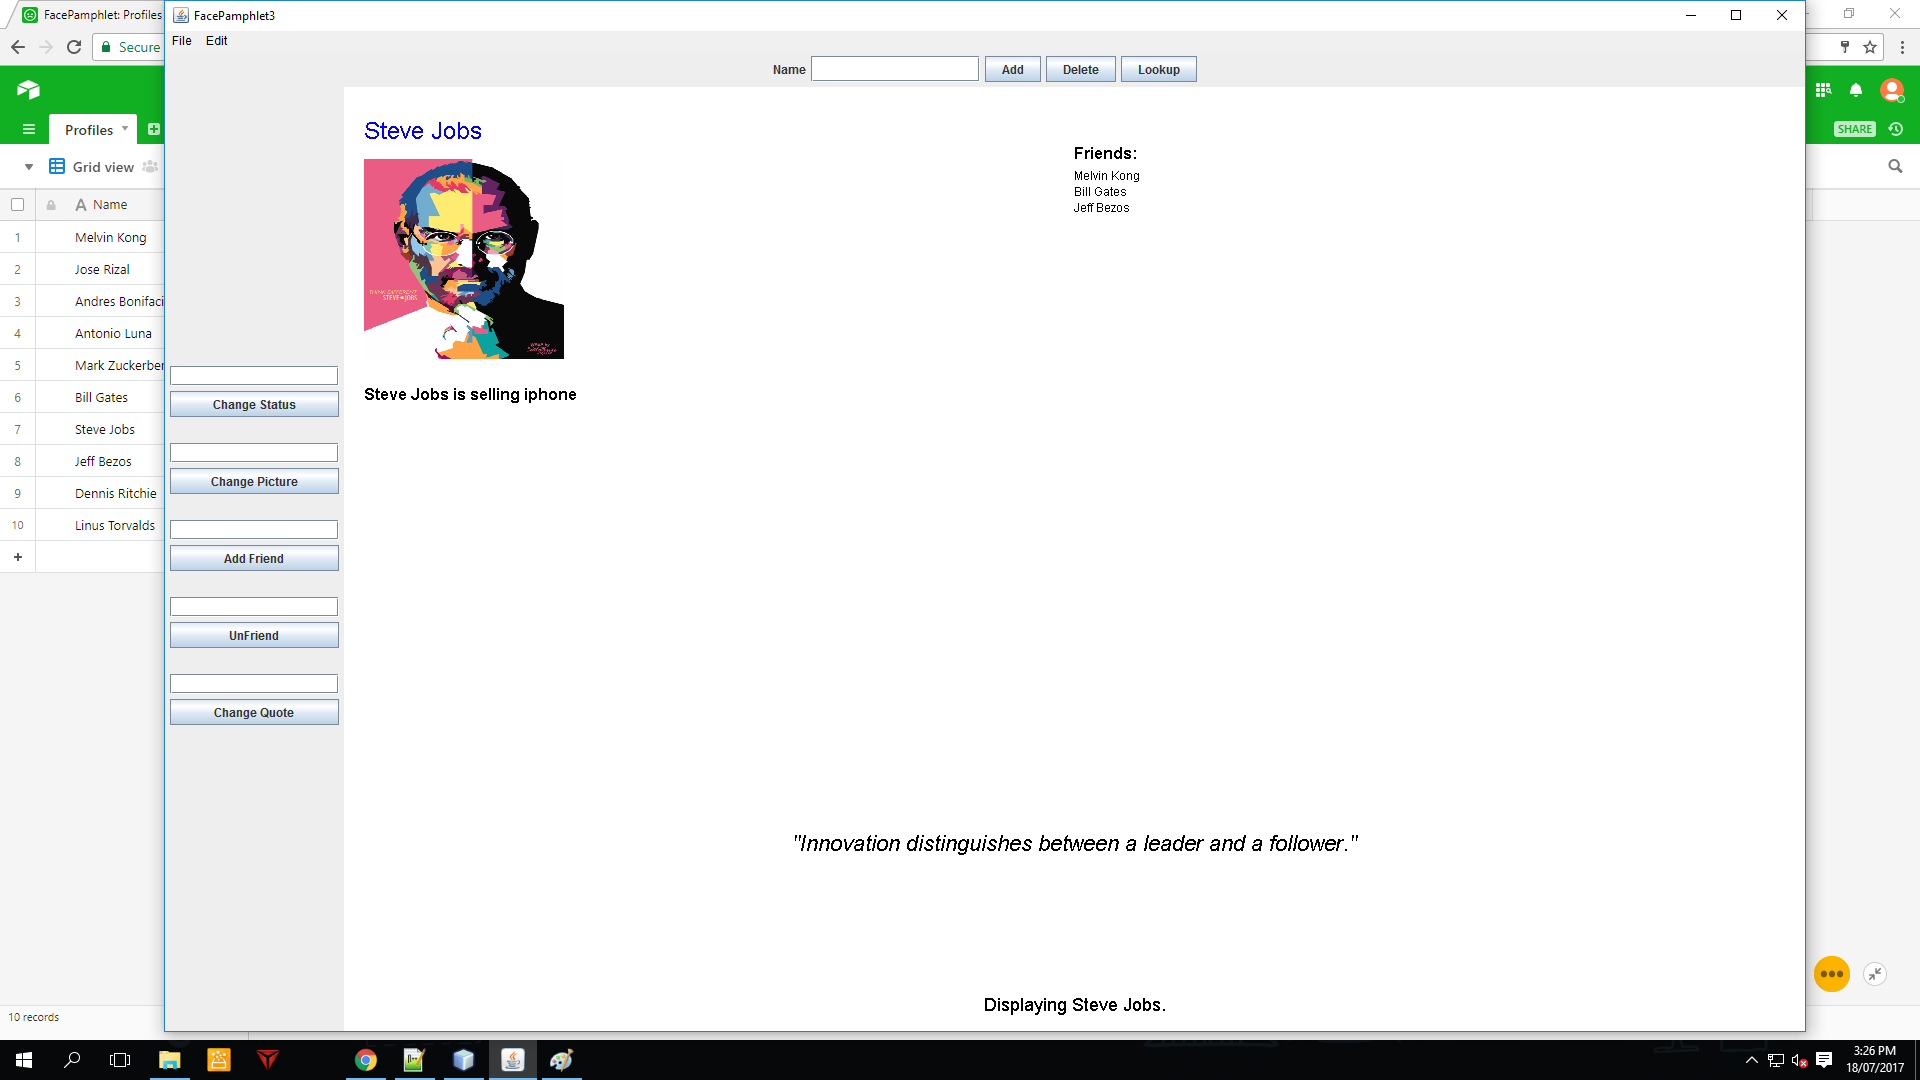 FacePamphlet: Profiles
FacePamphlet3
File Edit
Secure
Name Add Delete Lookup
Profiles
SHARE
Grid view
Name
1 Melvin Kong
2 Jose Rizal
3 Andres Bonifaci
4 Antonio Luna
5 Mark Zuckerber
6 Bill Gates
7 Steve Jobs
8 Jeff Bezos
9 Dennis Ritchie
10 Linus Torvalds
+
10 records
Change Status
Change Picture
Add Friend
UnFriend
Change Quote
Steve Jobs
THINK DIFFERENT
STEVE JOBS
Steve Jobs is selling iphone
Friends:
Melvin Kong
Bill Gates
Jeff Bezos
"Innovation distinguishes between a leader and a follower."
Displaying Steve Jobs.
3:26 PM
18/07/2017